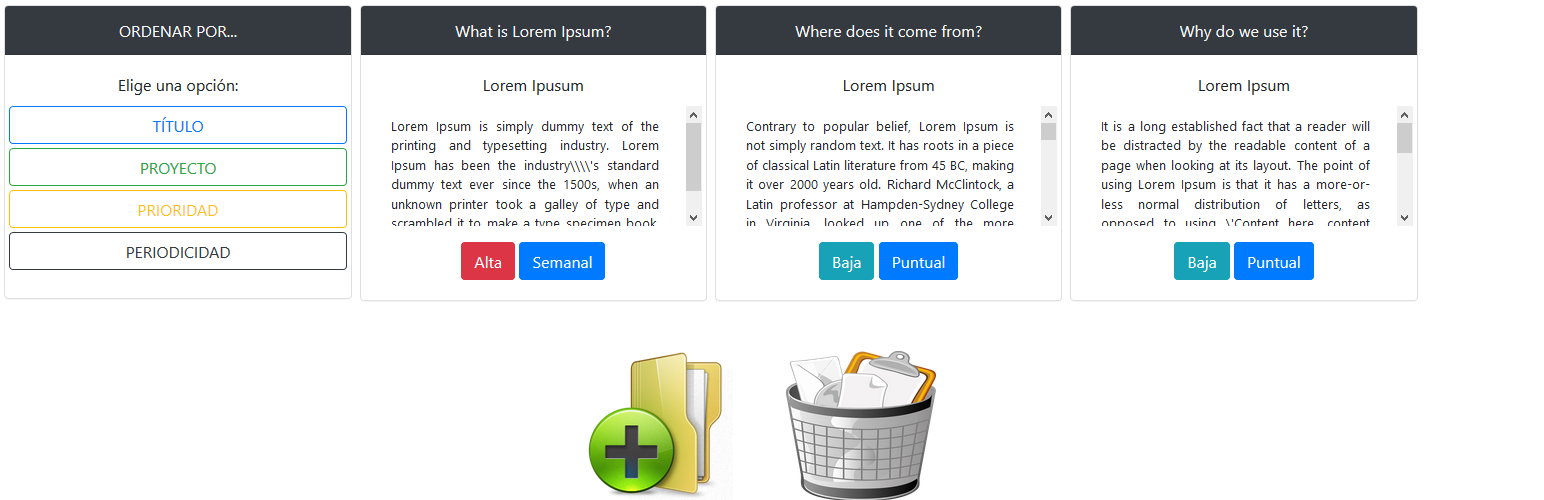 ORDENAR POR...
Elige una opción:
TÍTULO
PROYECTO
PRIORIDAD
PERIODICIDAD
What is Lorem Ipsum?
Lorem Ipusum
Lorem Ipsum is simply dummy text of the
printing and typesetting industry. Lorem
Ipsum has been the industry\\\\'s standard
dummy text ever since the 1500s, when an
unknown printer took a galley of type and
scrambled it to make a type specimen book.
Alta
Semanal
Where does it come from?
Lorem Ipsum
Contrary to popular belief, Lorem Ipsum is
not simply random text. It has roots in a piece
of classical Latin literature from 45 BC, making
it over 2000 years old. Richard McClintock, a
Latin professor at Hampden-Sydney College
in Virginia, looked up one of the more
Baja
Puntual
Why do we use it?
Lorem Ipsum
It is a long established fact that a reader will
be distracted by the readable content of a
page when looking at its layout. The point of
using Lorem Ipsum is that it has a more-or-
less normal distribution of letters, as
opposed to using \'Content here, content
Baja
Puntual